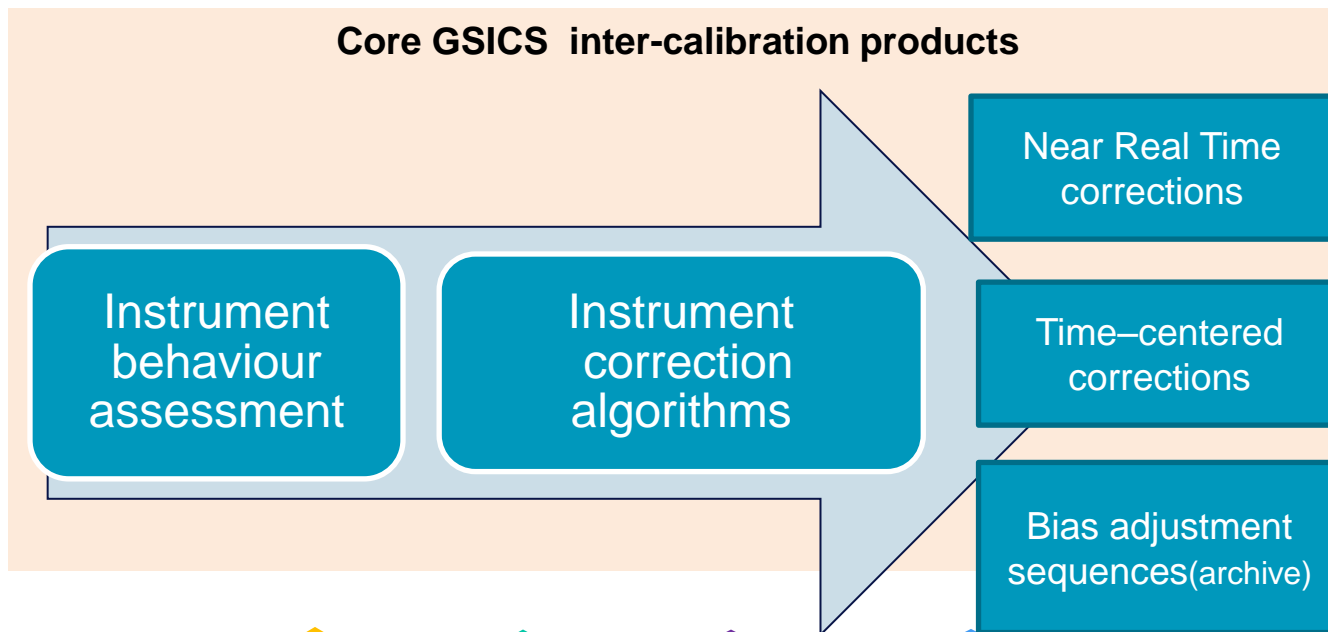 Core GSICS  inter-calibration products
Instrument
behaviour
assessment
Instrument
correction
algorithms
Near Real Time
corrections
Time–centered
corrections
Bias adjustment
sequences(archive)